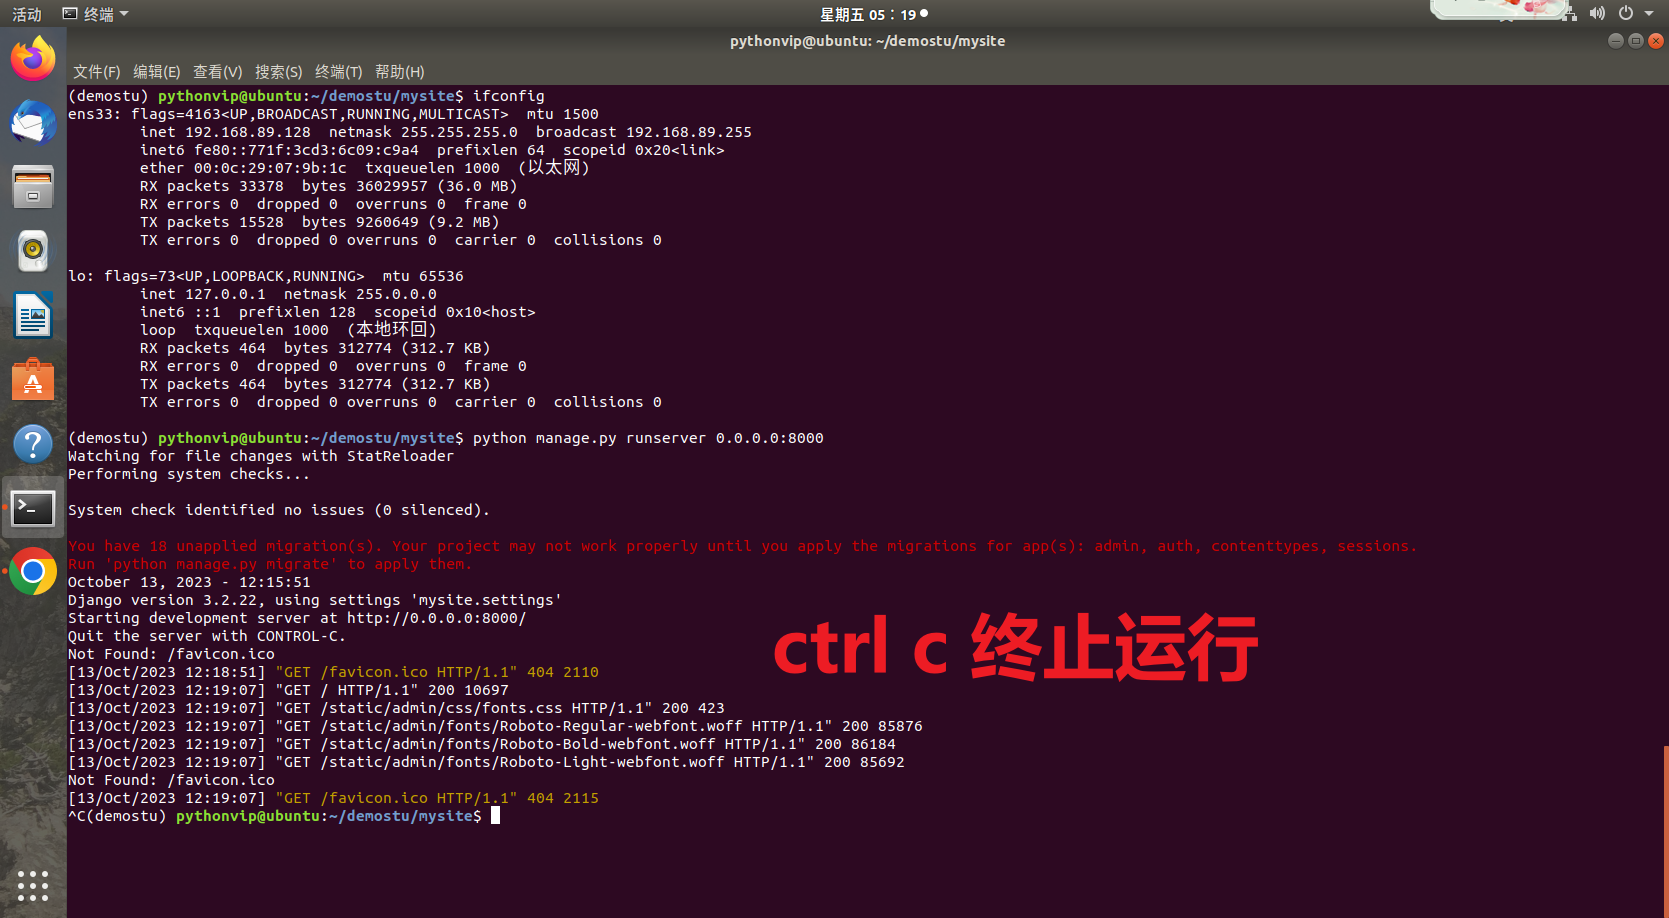 活动 终端 星期五 05：19
pythonvip@ubuntu: ~/demostu/mysite
文件(F) 编辑(E) 查看(V) 搜索(S) 终端(T) 帮助(H)
(demostu) pythonvip@ubuntu:~/demostu/mysite$ ifconfig
ens33: flags=4163<UP,BROADCAST,RUNNING,MULTICAST>  mtu 1500
        inet 192.168.89.128  netmask 255.255.255.0  broadcast 192.168.89.255
        inet6 fe80::771f:3cd3:6c09:c9a4  prefixlen 64  scopeid 0x20<link>
        ether 00:0c:29:07:9b:1c  txqueuelen 1000  (以太网)
        RX packets 33378  bytes 36029957 (36.0 MB)
        RX errors 0  dropped 0  overruns 0  frame 0
        TX packets 15528  bytes 9260649 (9.2 MB)
        TX errors 0  dropped 0 overruns 0  carrier 0  collisions 0
lo: flags=73<UP,LOOPBACK,RUNNING>  mtu 65536
        inet 127.0.0.1  netmask 255.0.0.0
        inet6 ::1  prefixlen 128  scopeid 0x10<host>
        loop  txqueuelen 1000  (本地环回)
        RX packets 464  bytes 312774 (312.7 KB)
        RX errors 0  dropped 0  overruns 0  frame 0
        TX packets 464  bytes 312774 (312.7 KB)
        TX errors 0  dropped 0 overruns 0  carrier 0  collisions 0
(demostu) pythonvip@ubuntu:~/demostu/mysite$ python manage.py runserver 0.0.0.0:8000
Watching for file changes with StatReloader
Performing system checks...
System check identified no issues (0 silenced).
You have 18 unapplied migration(s). Your project may not work properly until you apply the migrations for app(s): admin, auth, contenttypes, sessions.
Run 'python manage.py migrate' to apply them.
October 13, 2023 - 12:15:51
Django version 3.2.22, using settings 'mysite.settings'
Starting development server at http://0.0.0.0:8000/
Quit the server with CONTROL-C.
ctrl c 终止运行
Not Found: /favicon.ico
[13/Oct/2023 12:18:51] "GET /favicon.ico HTTP/1.1" 404 2110
[13/Oct/2023 12:19:07] "GET / HTTP/1.1" 200 10697
[13/Oct/2023 12:19:07] "GET /static/admin/css/fonts.css HTTP/1.1" 200 423
[13/Oct/2023 12:19:07] "GET /static/admin/fonts/Roboto-Regular-webfont.woff HTTP/1.1" 200 85876
[13/Oct/2023 12:19:07] "GET /static/admin/fonts/Roboto-Bold-webfont.woff HTTP/1.1" 200 86184
[13/Oct/2023 12:19:07] "GET /static/admin/fonts/Roboto-Light-webfont.woff HTTP/1.1" 200 85692
Not Found: /favicon.ico
[13/Oct/2023 12:19:07] "GET /favicon.ico HTTP/1.1" 404 2115
^C(demostu) pythonvip@ubuntu:~/demostu/mysite$